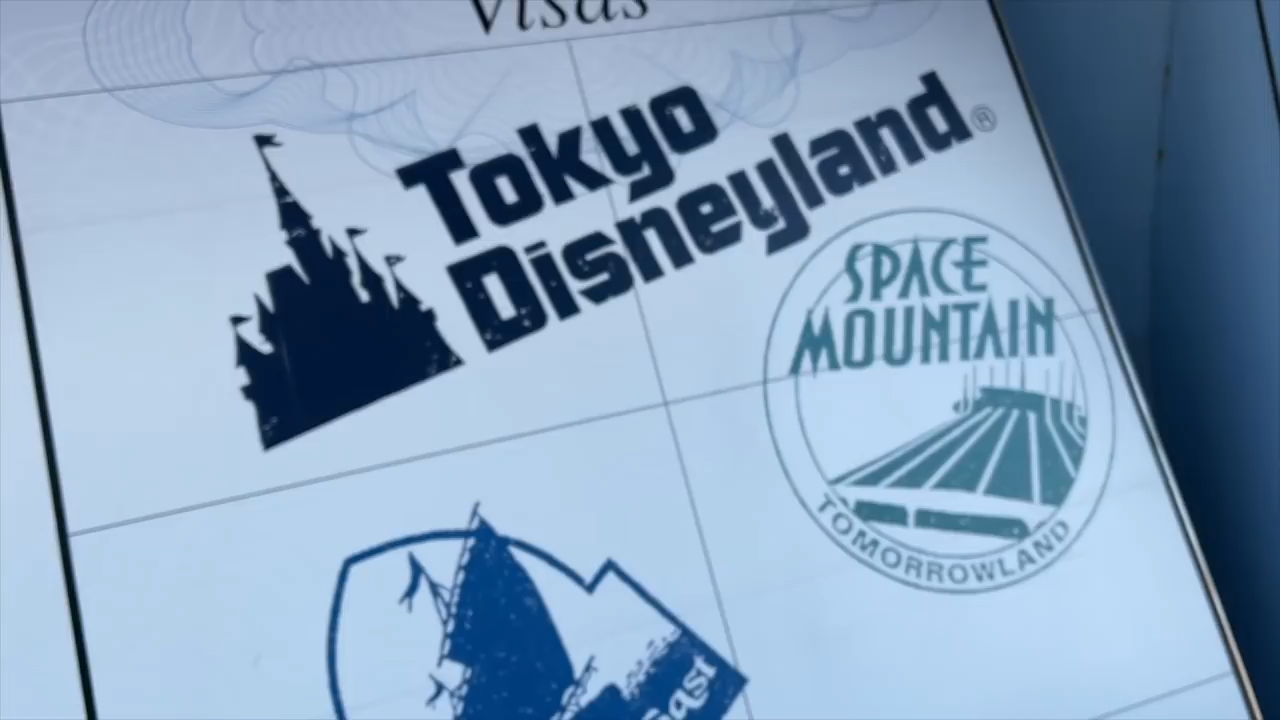 Visas
Tokyo
Disneyland®
SPACE
MOUNTAIN
TOMORROWLAND